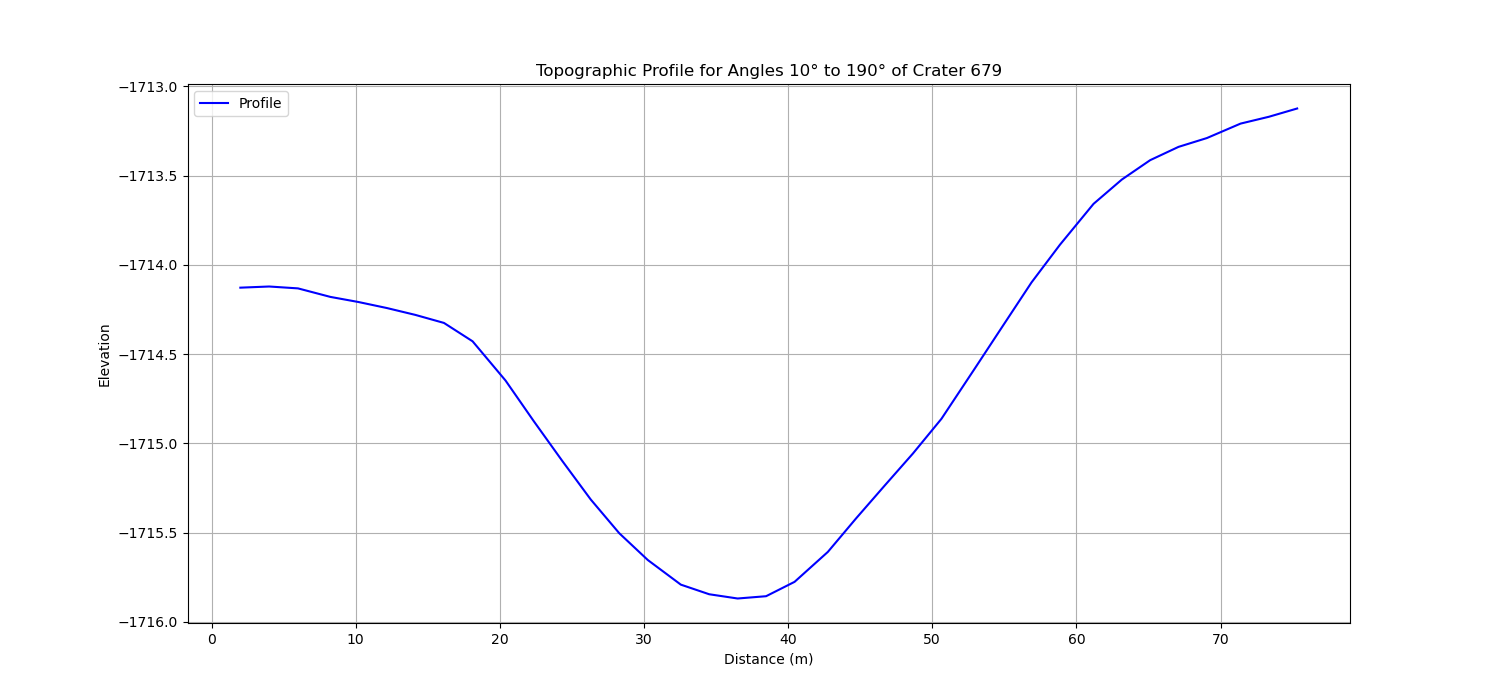 Topographic Profile for Angles 10° to 190° of Crater 679
Profile
−1713.0
−1713.5
−1714.0
−1714.5
−1715.0
−1715.5
−1716.0
Elevation
0 10 20 30 40 50 60 70
Distance (m)